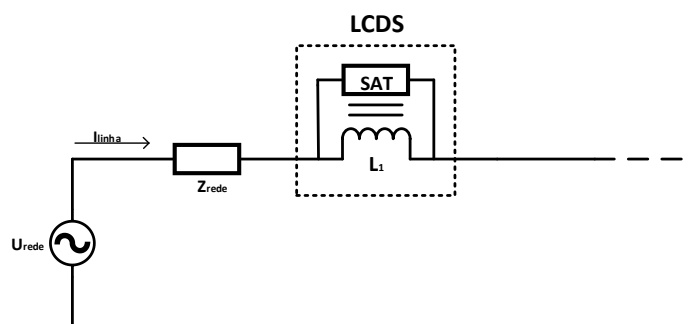 LCDS
SAT
Ilinha
L1
Zrede
Urede